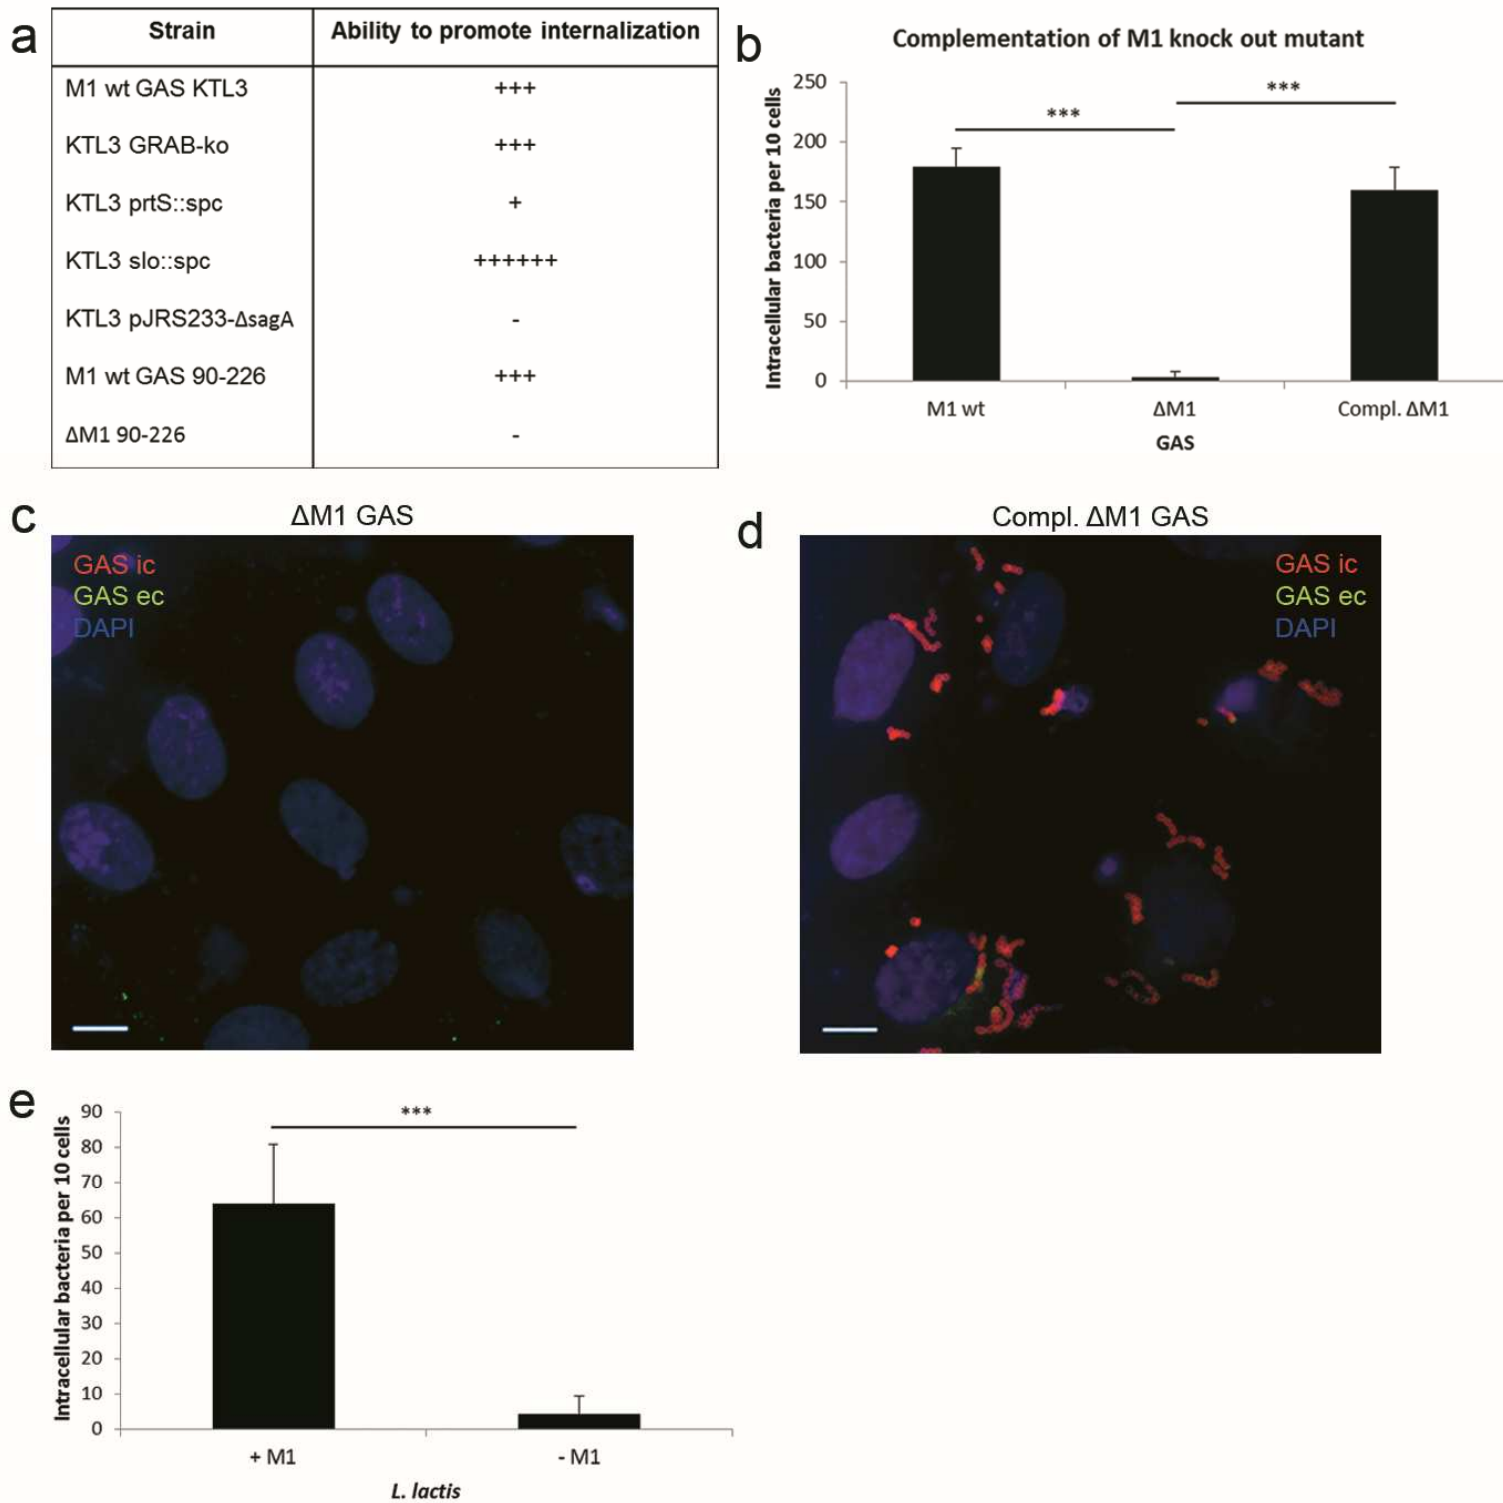 a
Strain Ability to promote internalization
M1 wt GAS KTL3 +++
KTL3 GRAB-ko +++
KTL3 prtS::spc +
KTL3 slo::spc ++++++
KTL3 pJRS233-ΔsagA -
M1 wt GAS 90-226 +++
ΔM1 90-226 -
b
Complementation of M1 knock out mutant
Intracellular bacteria per 10 cells
250
200
150
100
50
0
***
***
M1 wt ΔM1 Compl. ΔM1
GAS
c
ΔM1 GAS
GAS ic
GAS ec
DAPI
d
Compl. ΔM1 GAS
GAS ic
GAS ec
DAPI
e
Intracellular bacteria per 10 cells
90
80
70
60
50
40
30
20
10
0
***
+ M1 - M1
L. lactis